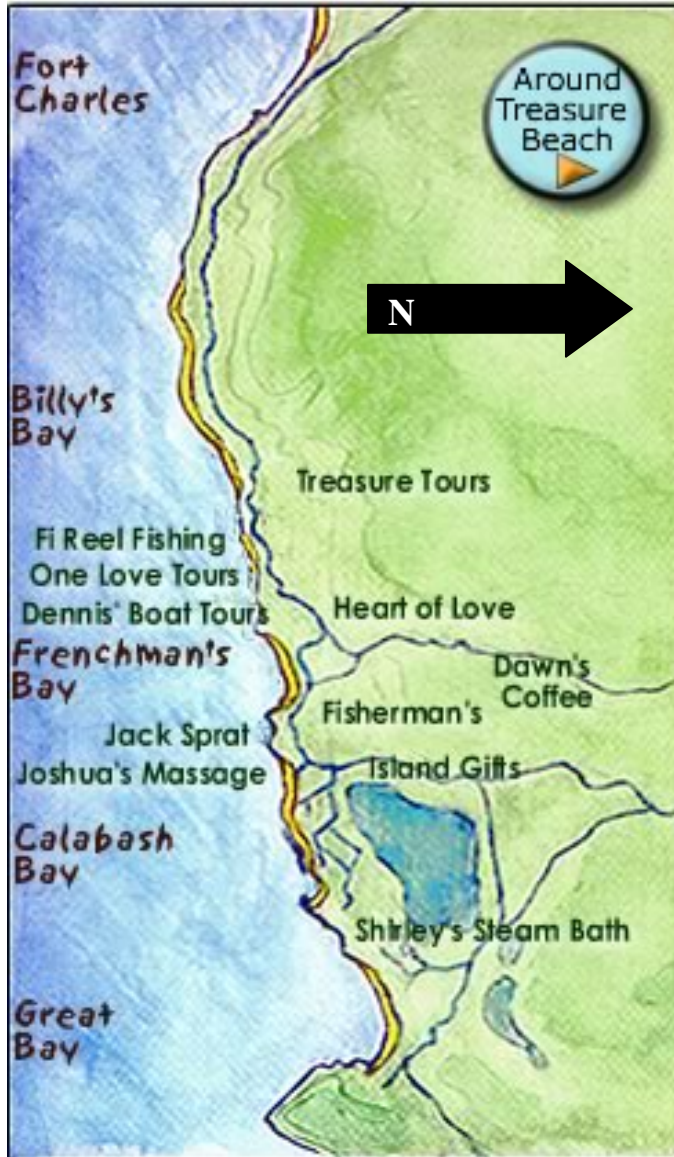 Fort
Charles
Around
Treasure
Beach
N
Billy's
Bay
Treasure Tours
Fi Reel Fishing
One Love Tours
Dennis' Boat Tours
Heart of Love
Frenchman's
Bay
Dawn's
Coffee
Fisherman's
Jack Sprat
Joshua's Massage
Island Gifts
Calabash
Bay
Shirley's Steam Bath
Great
Bay